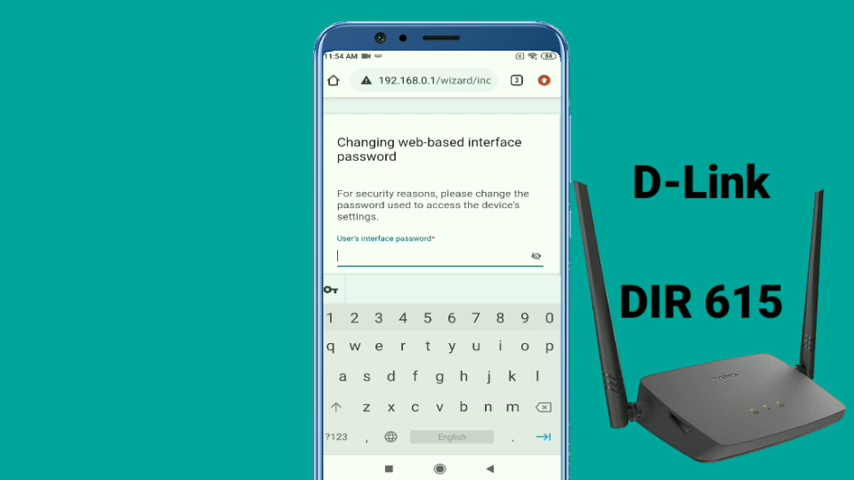 11:54 AM
84
192.168.0.1/wizard/inc
3
Changing web-based interface
password
For security reasons, please change the
password used to access the device's
settings.
User's interface password*
1 2 3 4 5 6 7 8 9 0
q w e r t y u i o p
a s d f g h j k l
z x c v b n m
?123 , English .
D-Link
DIR 615